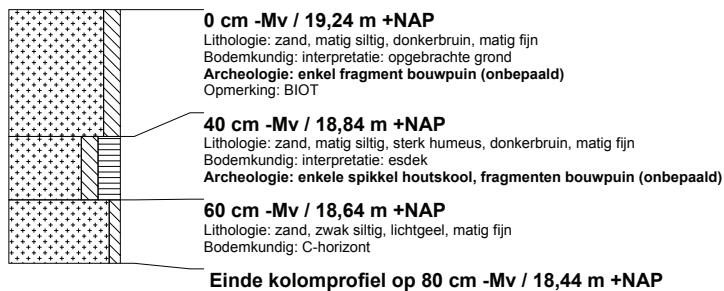 0 cm -Mv / 19,24 m +NAP
Lithologie: zand, matig siltig, donkerbruin, matig fijn
Bodemkundig: interpretatie: opgebrachte grond
Archeologie: enkel fragment bouwpuin (onbepaald)
Opmerking: BIOT
40 cm -Mv / 18,84 m +NAP
Lithologie: zand, matig siltig, sterk humeus, donkerbruin, matig fijn
Bodemkundig: interpretatie: esdek
Archeologie: enkele spikkel houtskool, fragmenten bouwpuin (onbepaald)
60 cm -Mv / 18,64 m +NAP
Lithologie: zand, zwak siltig, lichtgeel, matig fijn
Bodemkundig: C-horizont
Einde kolomprofiel op 80 cm -Mv / 18,44 m +NAP